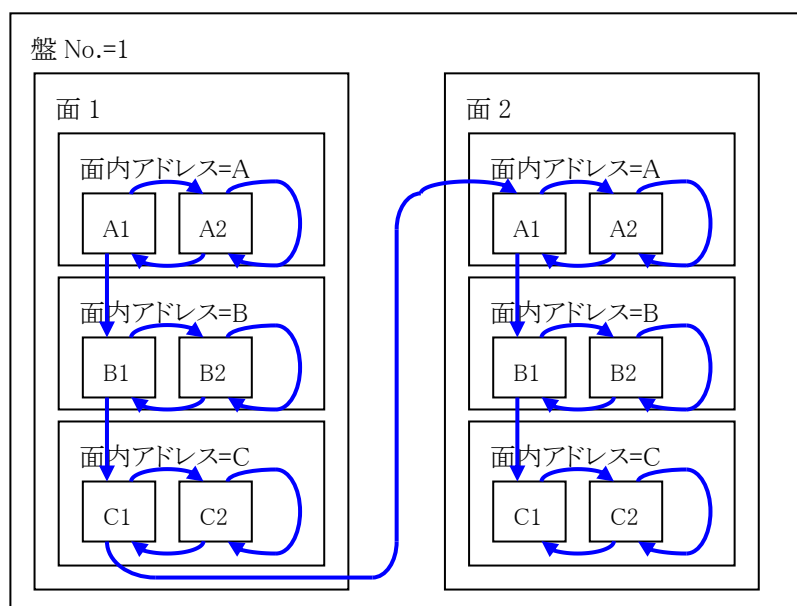 盤 No.=1
面 1
面内アドレス=A
A1
A2
面内アドレス=B
B1
B2
面内アドレス=C
C1
C2
面 2
面内アドレス=A
A1
A2
面内アドレス=B
B1
B2
面内アドレス=C
C1
C2